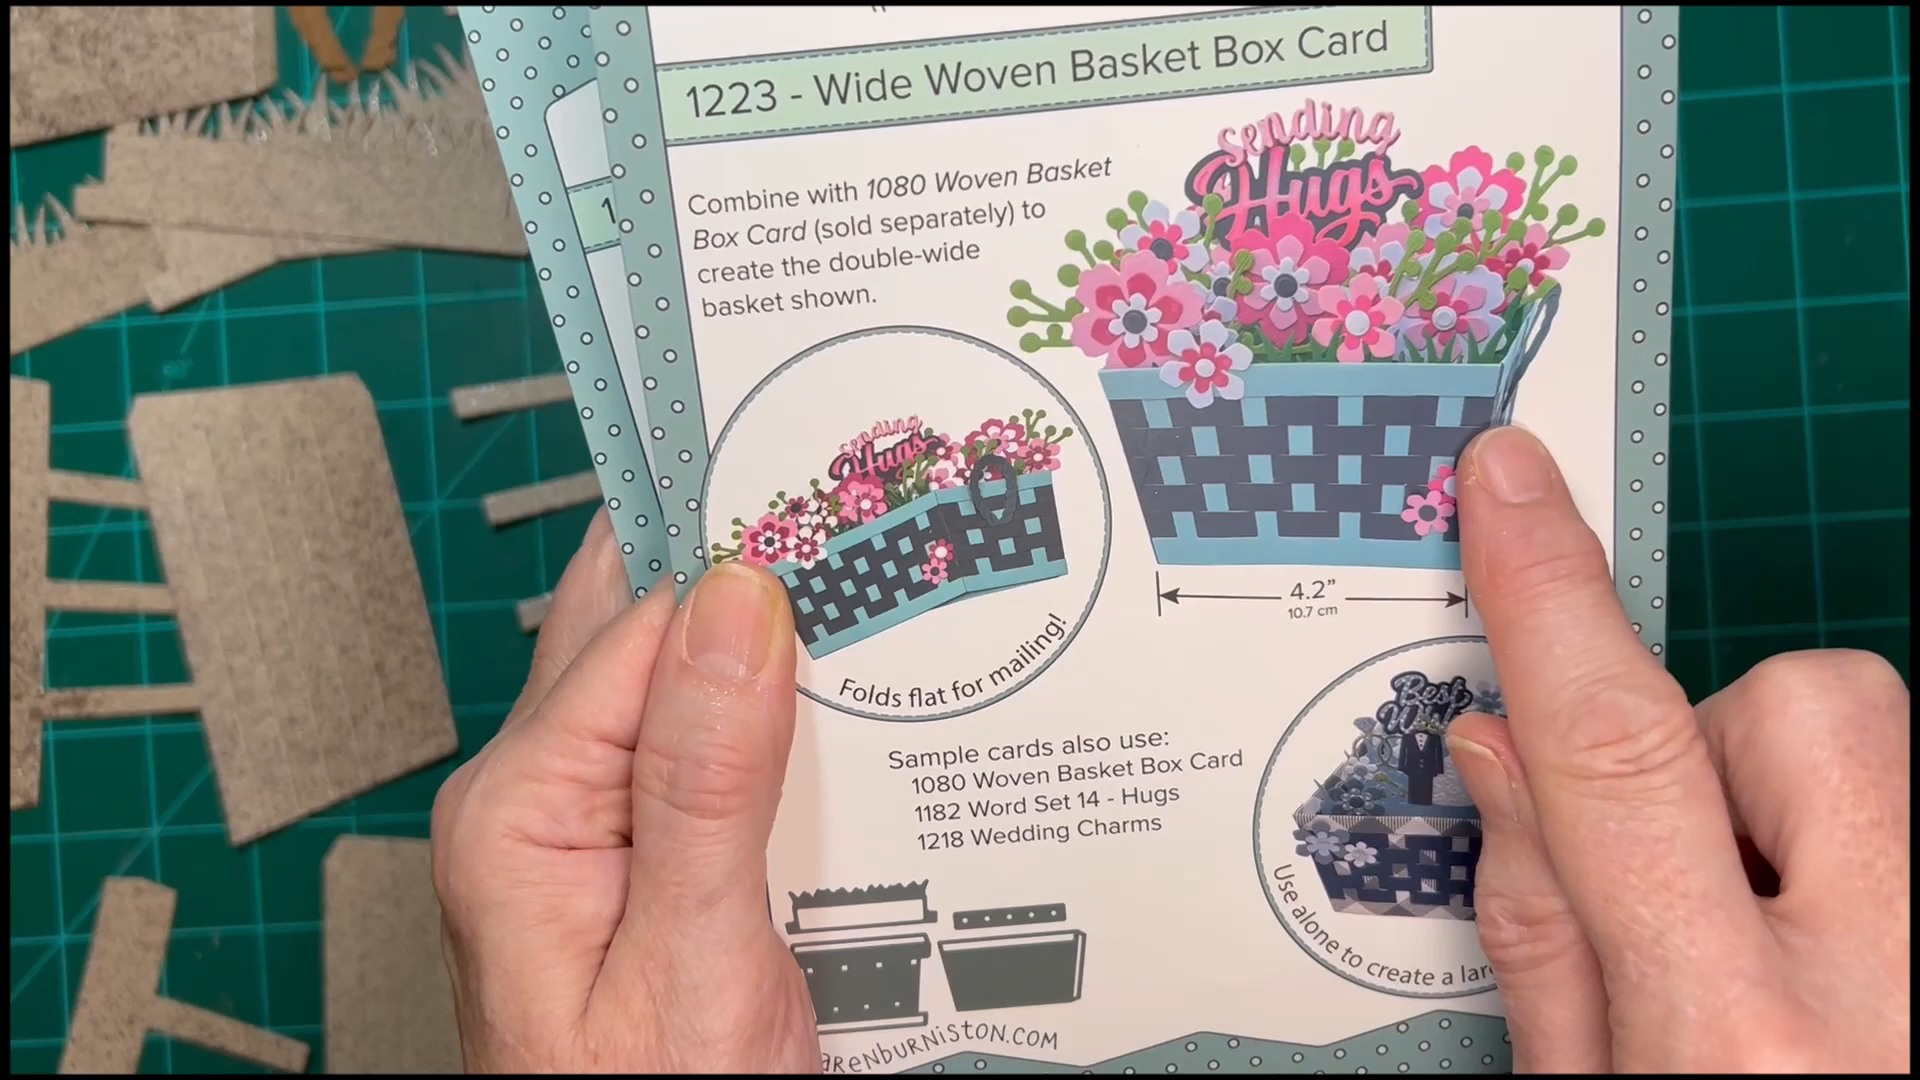 1223 - Wide Woven Basket Box Card
Combine with 1080 Woven Basket
Box Card (sold separately) to
create the double-wide
basket shown.
sending
Hugs
sending
Hugs
Folds flat for mailing!
4.2”
10.7 cm
Sample cards also use:
1080 Woven Basket Box Card
1182 Word Set 14 - Hugs
1218 Wedding Charms
Best
Use alone to create a
ARENBURNISTON.COM
1